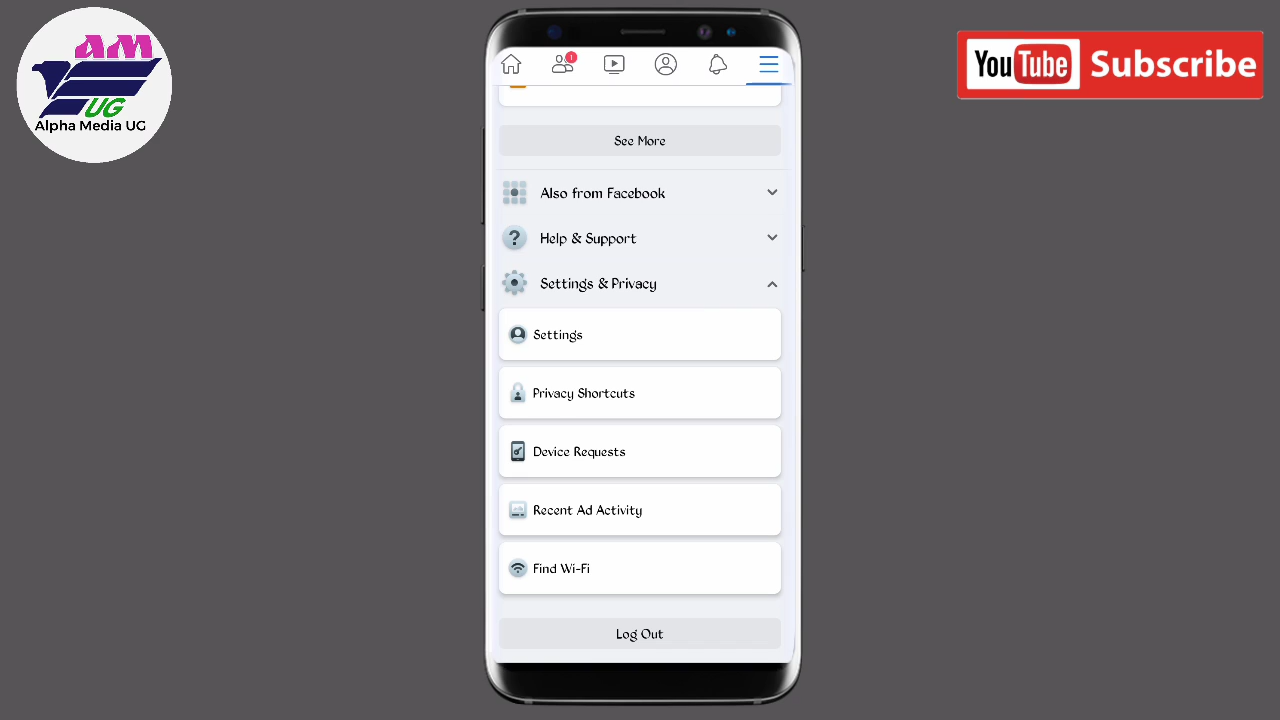 AM
UG
Alpha Media UG
YouTube Subscribe
1
See More
Also from Facebook
? Help & Support
Settings & Privacy
Settings
Privacy Shortcuts
Device Requests
Recent Ad Activity
Find Wi-Fi
Log Out